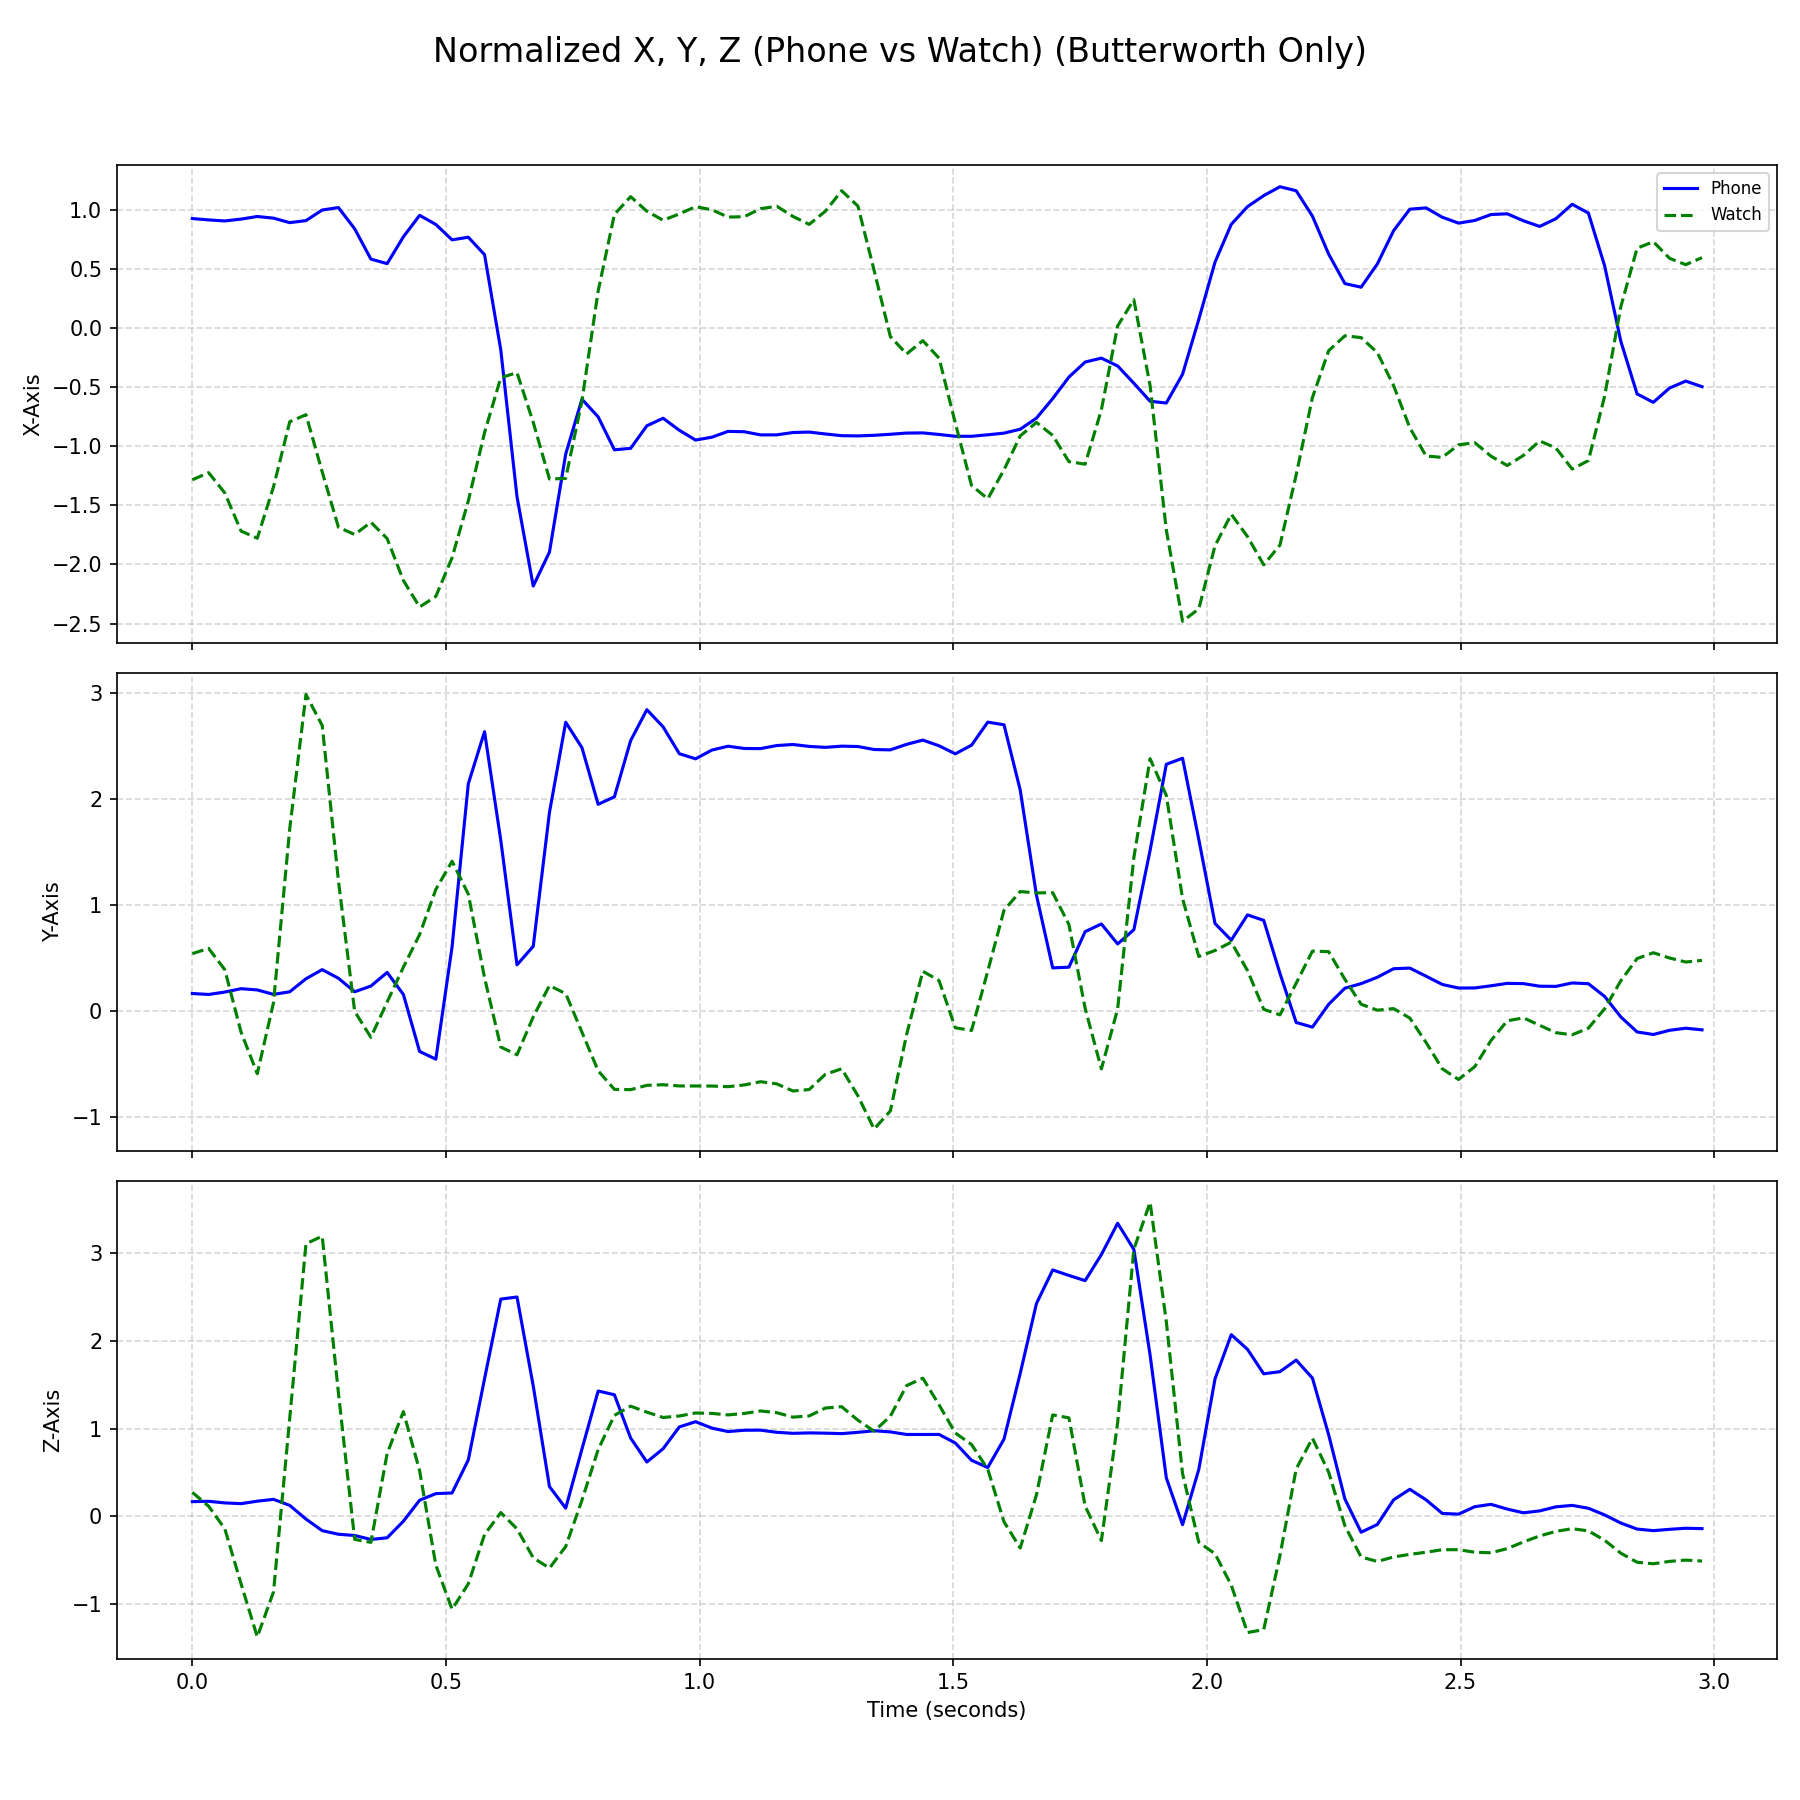 Normalized X, Y, Z (Phone vs Watch) (Butterworth Only)
Phone
Watch
X-Axis
1.0
0.5
0.0
−0.5
−1.0
−1.5
−2.0
−2.5
Y-Axis
3
2
1
0
−1
Z-Axis
3
2
1
0
−1
0.0 0.5 1.0 1.5 2.0 2.5 3.0
Time (seconds)